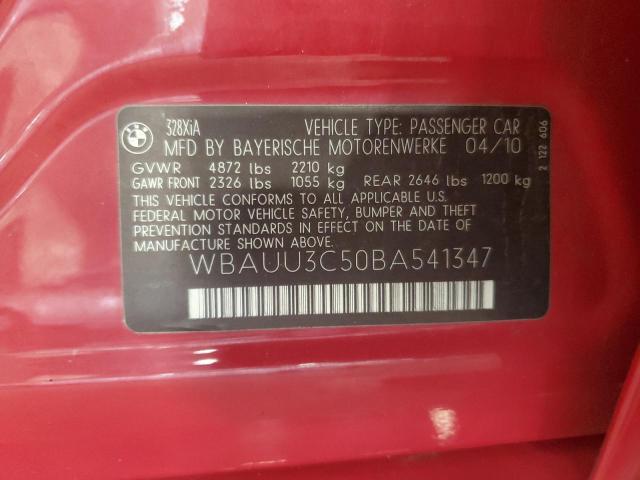 BMW
328XiA VEHICLE TYPE: PASSENGER CAR
MFD BY BAYERISCHE MOTORENWERKE 04/10
GVWR 4872 lbs 2210 kg
GAWR FRONT 2326 lbs 1055 kg REAR 2646 lbs 1200 kg
THIS VEHICLE CONFORMS TO ALL APPLICABLE U.S.
FEDERAL MOTOR VEHICLE SAFETY, BUMPER AND THEFT
PREVENTION STANDARDS IN EFFECT ON THE DATE OF
MANUFACTURE SHOWN ABOVE.
WBAUU3C50BA541347
2 122 606